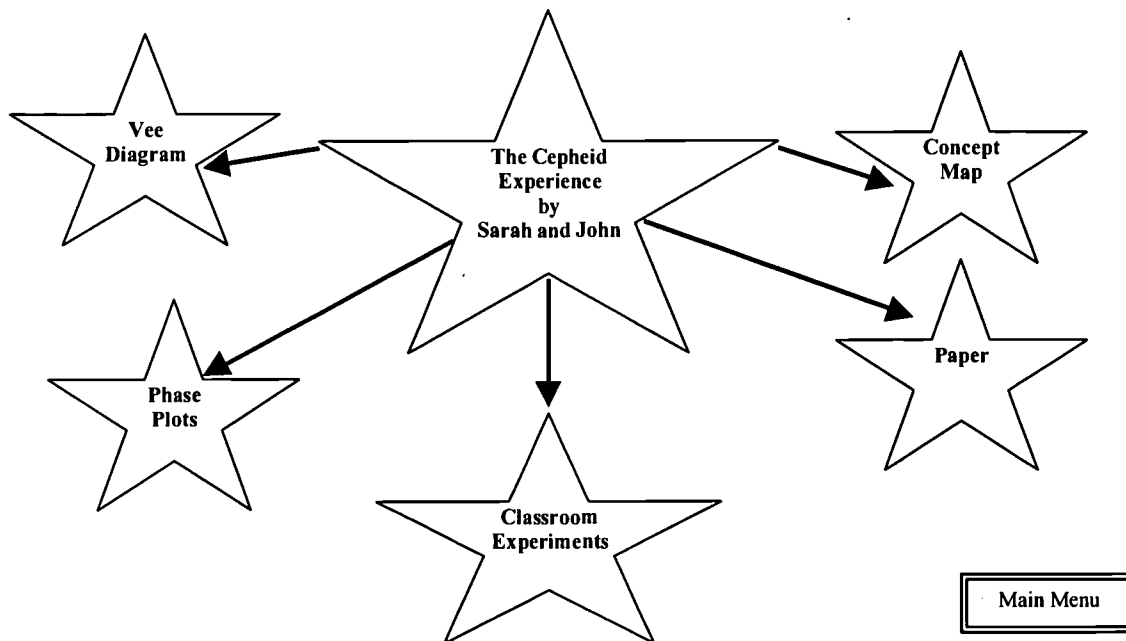 Vee
Diagram
The Cepheid
Experience
by
Sarah and John
Concept
Map
Phase
Plots
Paper
Classroom
Experiments
Main Menu